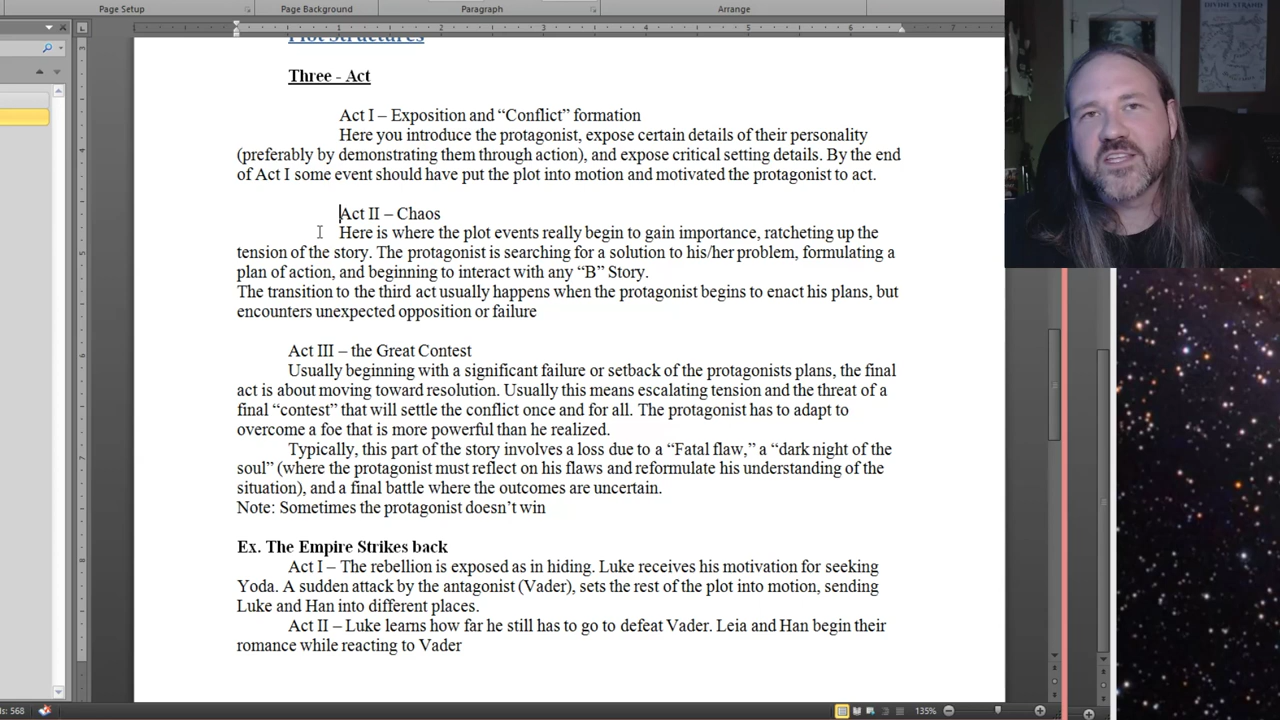 Page Setup
Page Background
Paragraph
Arrange
1 2 3 4 5 6 7
Plot Structures
Three - Act
Act I – Exposition and “Conflict” formation
Here you introduce the protagonist, expose certain details of their personality
(preferably by demonstrating them through action), and expose critical setting details. By the end
of Act I some event should have put the plot into motion and motivated the protagonist to act.
Act II – Chaos
Here is where the plot events really begin to gain importance, ratcheting up the
tension of the story. The protagonist is searching for a solution to his/her problem, formulating a
plan of action, and beginning to interact with any “B” Story.
The transition to the third act usually happens when the protagonist begins to enact his plans, but
encounters unexpected opposition or failure
Act III – the Great Contest
Usually beginning with a significant failure or setback of the protagonists plans, the final
act is about moving toward resolution. Usually this means escalating tension and the threat of a
final “contest” that will settle the conflict once and for all. The protagonist has to adapt to
overcome a foe that is more powerful than he realized.
Typically, this part of the story involves a loss due to a “Fatal flaw,” a “dark night of the
soul” (where the protagonist must reflect on his flaws and reformulate his understanding of the
situation), and a final battle where the outcomes are uncertain.
Note: Sometimes the protagonist doesn’t win
Ex. The Empire Strikes back
Act I – The rebellion is exposed as in hiding. Luke receives his motivation for seeking
Yoda. A sudden attack by the antagonist (Vader), sets the rest of the plot into motion, sending
Luke and Han into different places.
Act II – Luke learns how far he still has to go to defeat Vader. Leia and Han begin their
romance while reacting to Vader
s: 568
135%